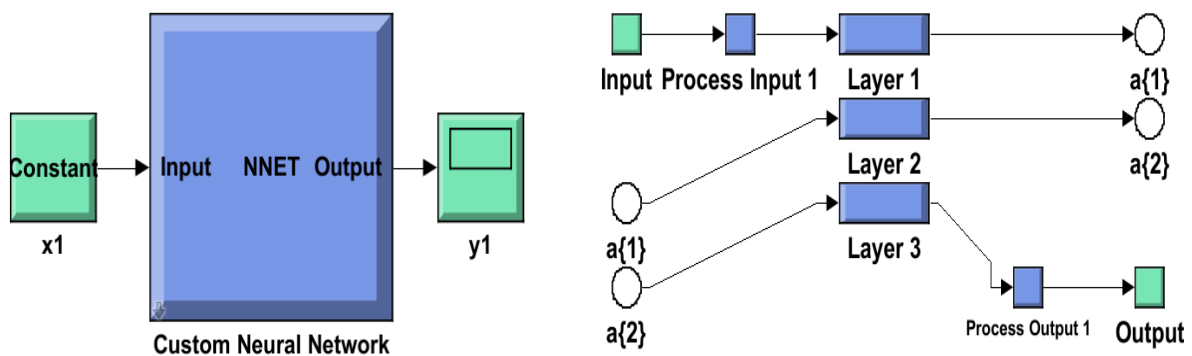 Constant
x1
Input NNET Output
Custom Neural Network
y1
Input
Process Input 1
Layer 1
a{1}
Layer 2
a{2}
a{1}
Layer 3
a{2}
Process Output 1
Output